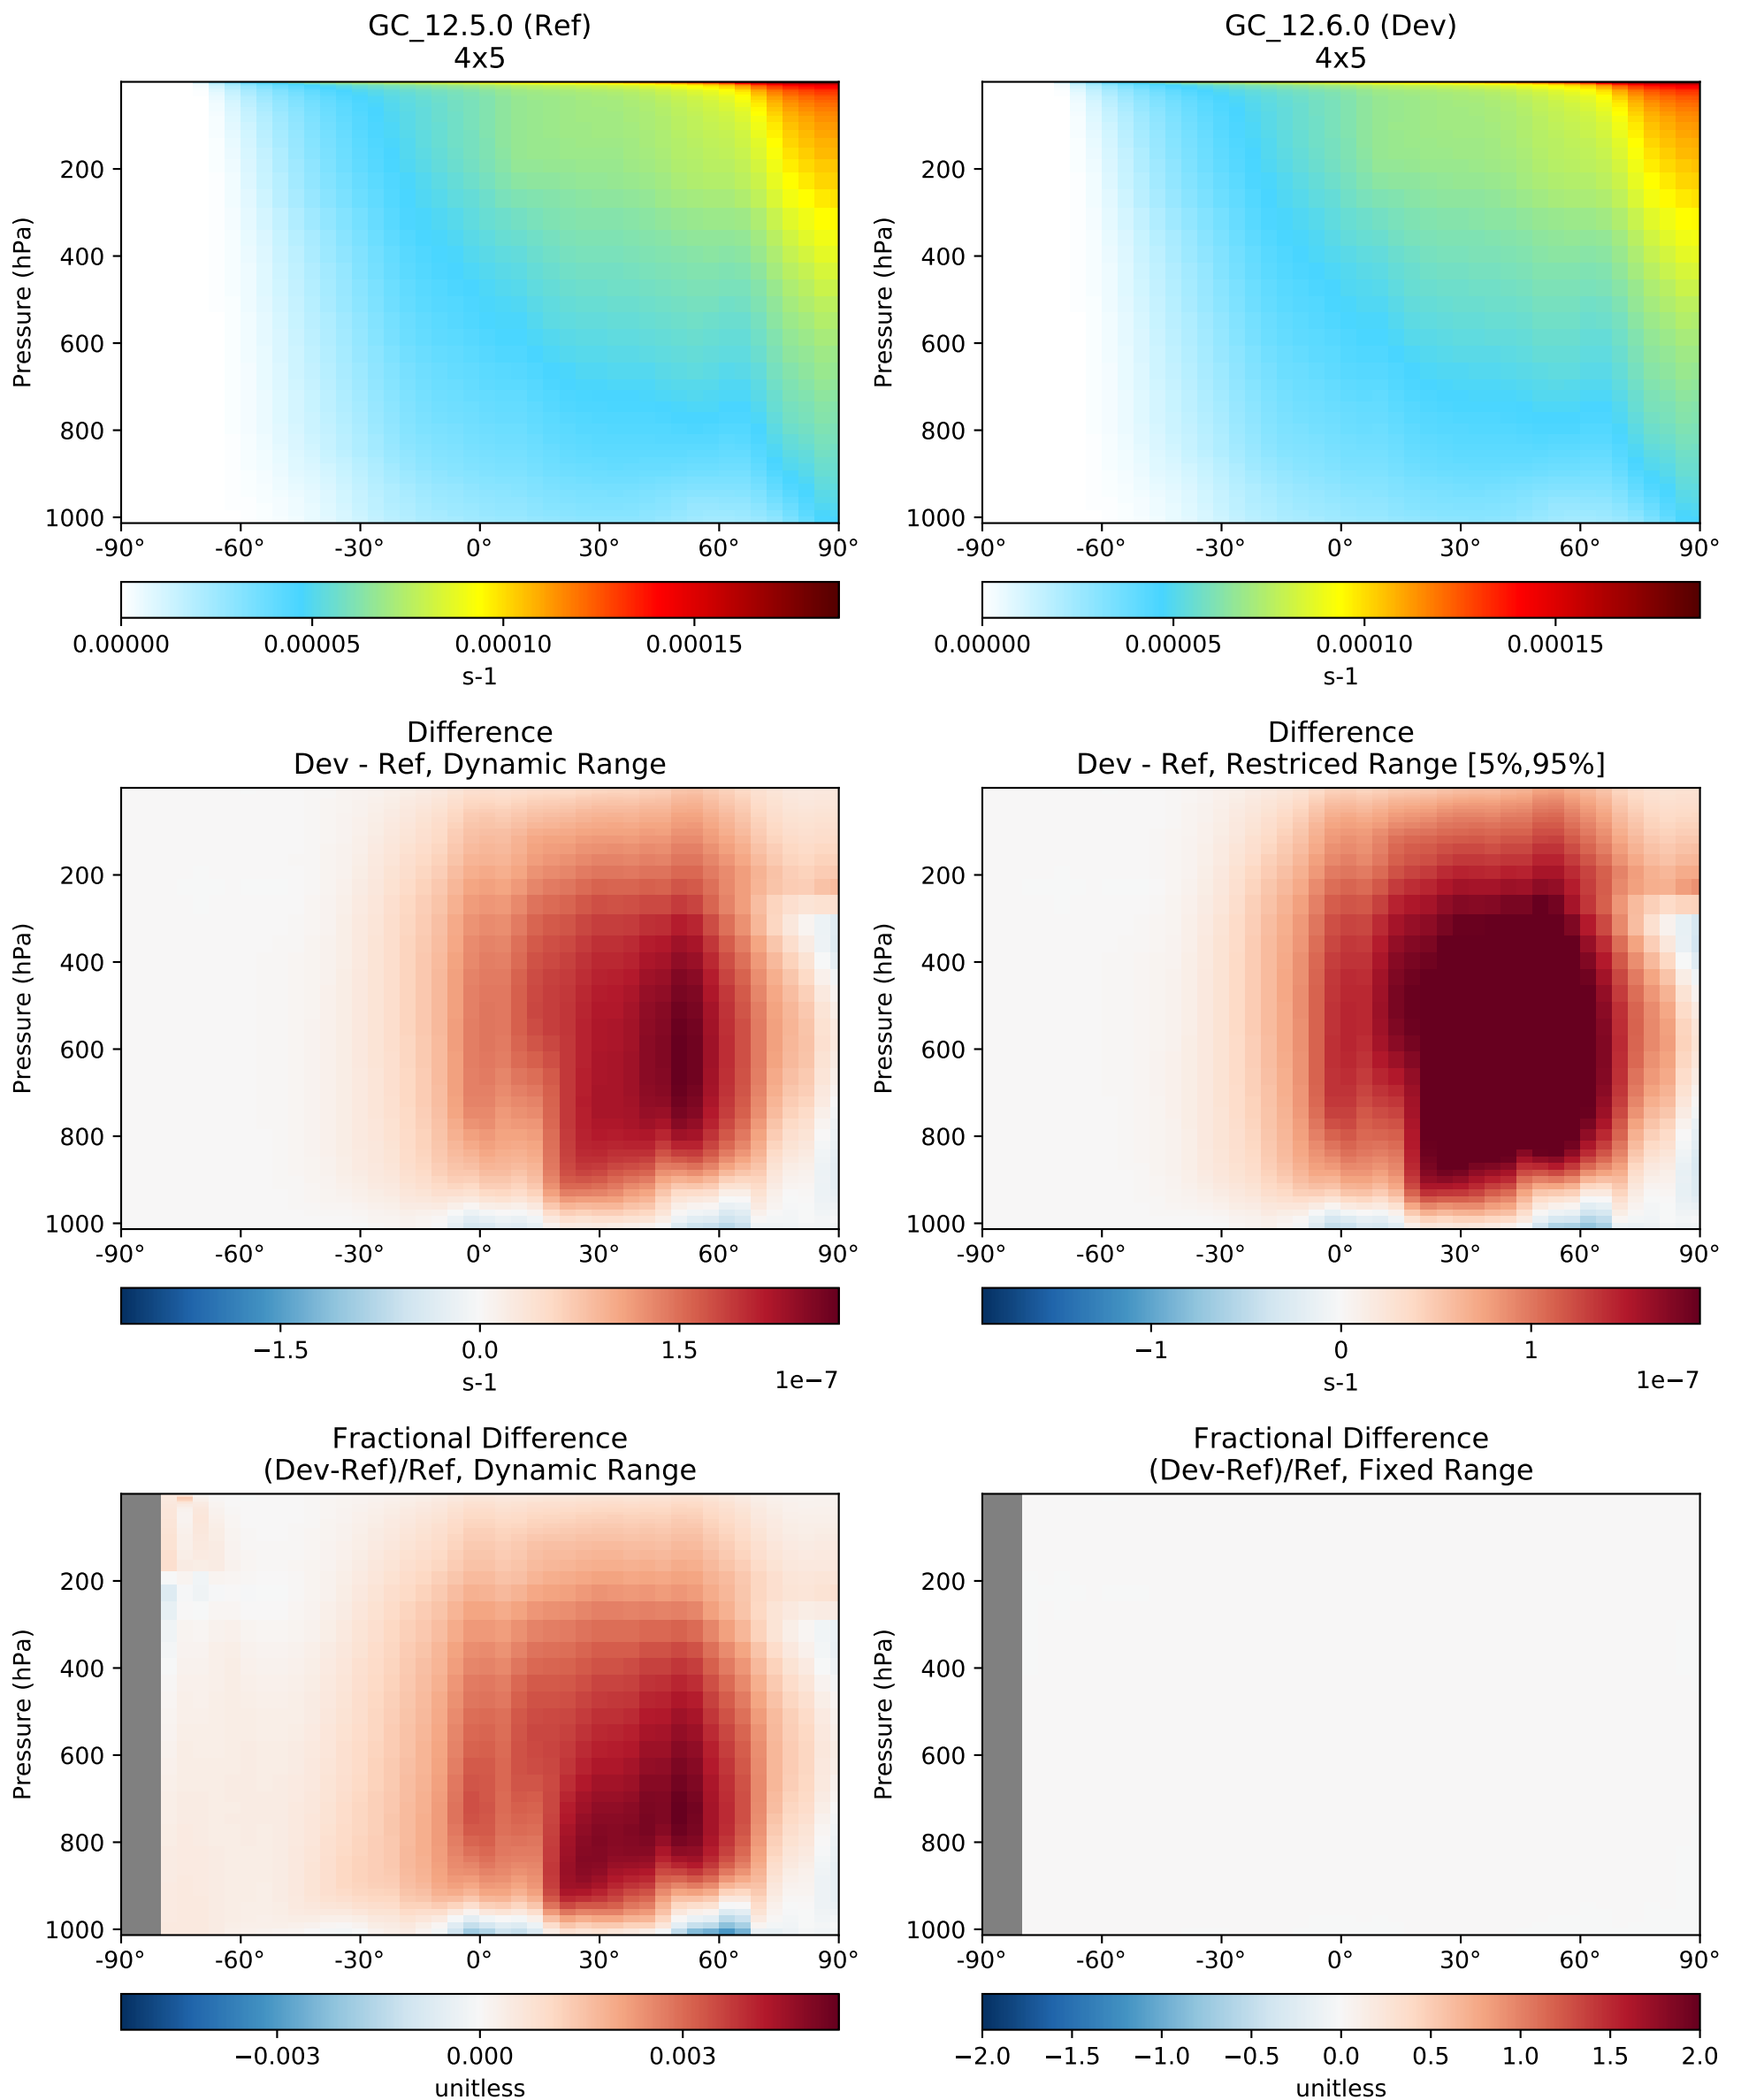 GC_12.5.0 (Ref)
4x5
GC_12.6.0 (Dev)
4x5
Pressure (hPa)
200
400
600
800
1000
-90° -60° -30° 0° 30° 60° 90°
0.00000 0.00005 0.00010 0.00015
s-1
Pressure (hPa)
200
400
600
800
1000
-90° -60° -30° 0° 30° 60° 90°
0.00000 0.00005 0.00010 0.00015
s-1
Difference
Dev - Ref, Dynamic Range
Difference
Dev - Ref, Restriced Range [5%,95%]
Pressure (hPa)
200
400
600
800
1000
-90° -60° -30° 0° 30° 60° 90°
−1.5 0.0 1.5
s-1
1e−7
Pressure (hPa)
200
400
600
800
1000
-90° -60° -30° 0° 30° 60° 90°
−1 0 1
s-1
1e−7
Fractional Difference
(Dev-Ref)/Ref, Dynamic Range
Fractional Difference
(Dev-Ref)/Ref, Fixed Range
Pressure (hPa)
200
400
600
800
1000
-90° -60° -30° 0° 30° 60° 90°
−0.003 0.000 0.003
unitless
Pressure (hPa)
200
400
600
800
1000
-90° -60° -30° 0° 30° 60° 90°
−2.0 −1.5 −1.0 −0.5 0.0 0.5 1.0 1.5 2.0
unitless